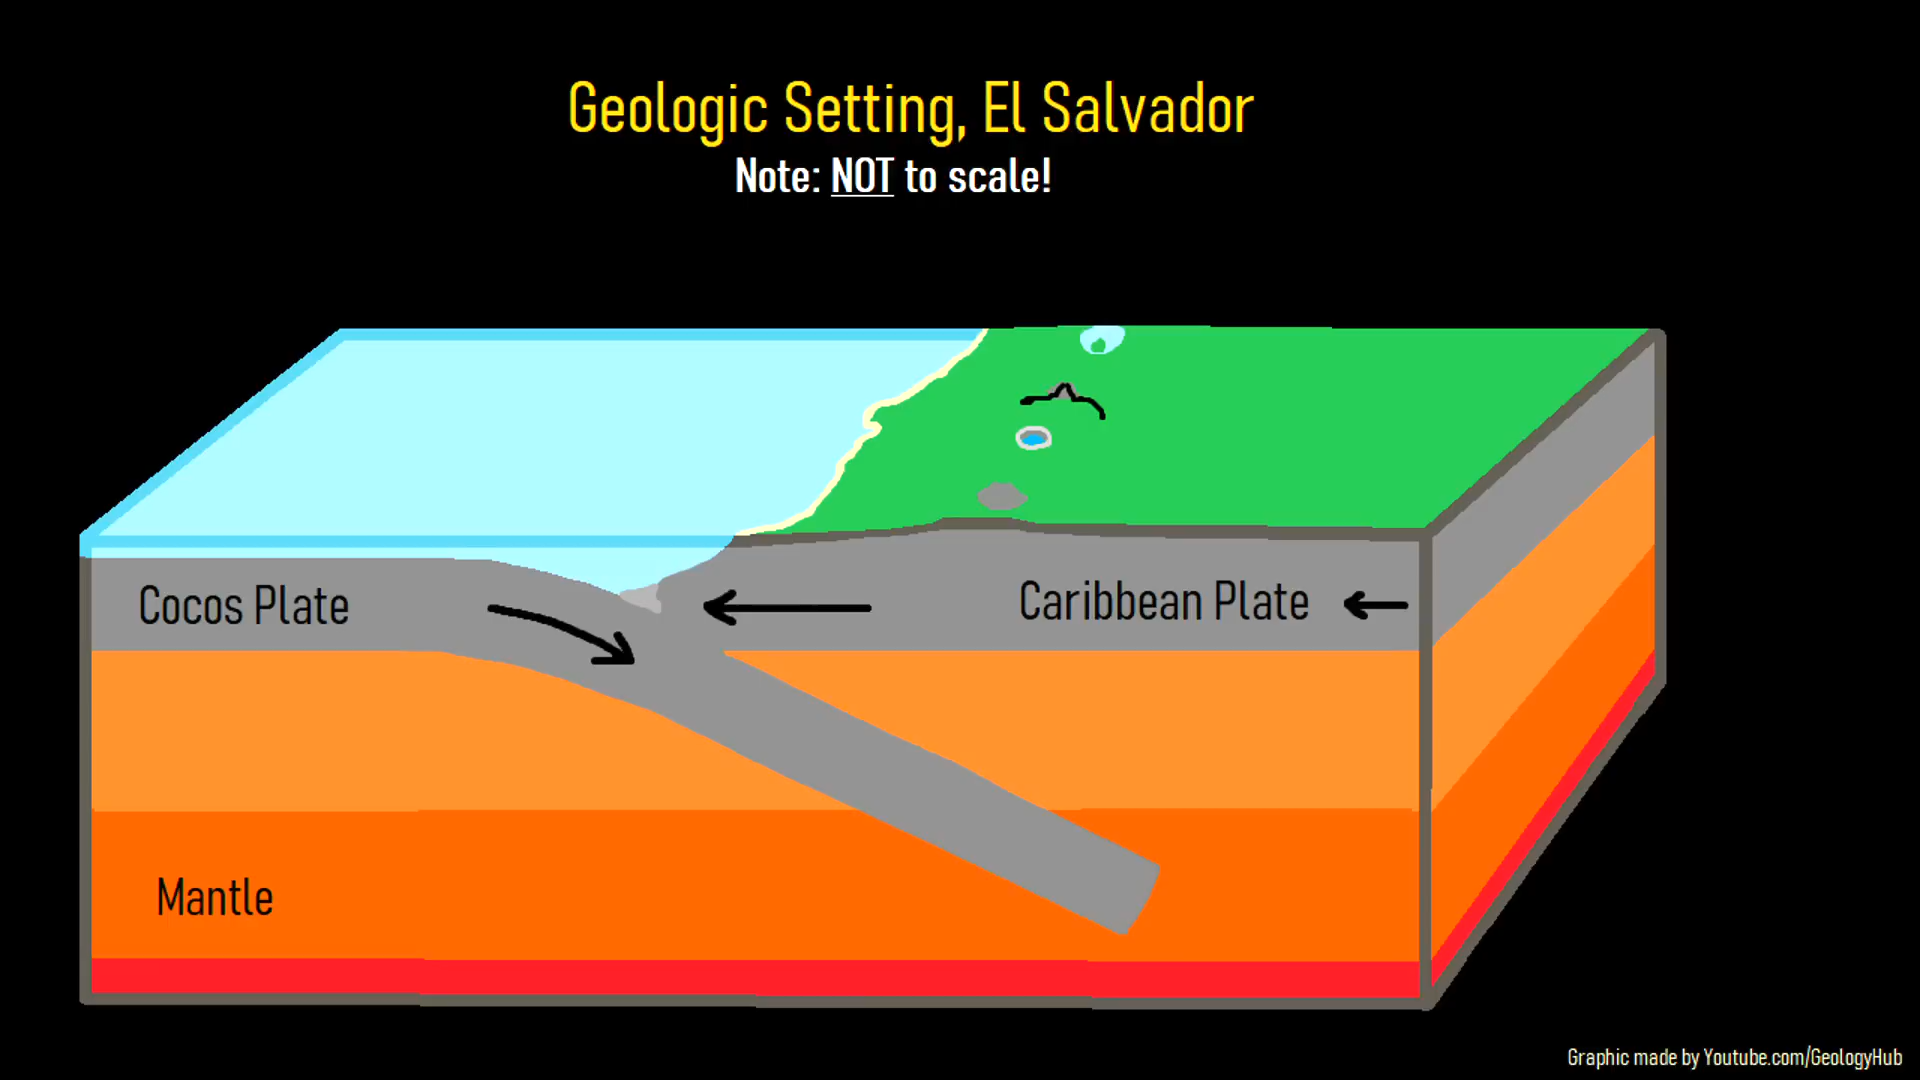 Geologic Setting, El Salvador
Note: NOT to scale!
Cocos Plate
Caribbean Plate
Mantle
Graphic made by Youtube.com/GeologyHub